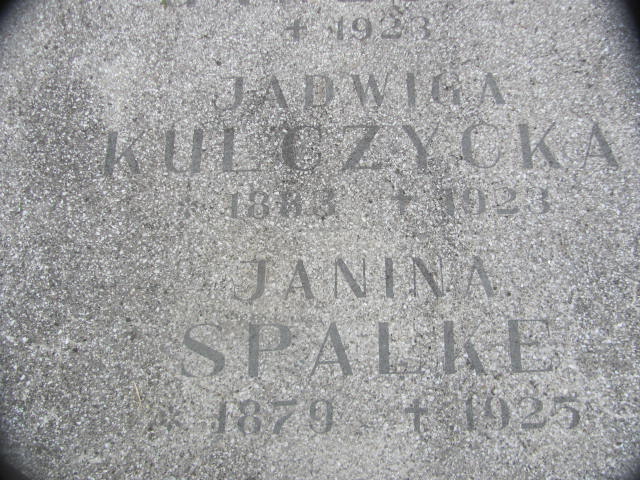 + 1923
JADWIGA
KULCZYCKA
* 1883 + 1923
JANINA
SPALKE
* 1879 + 1925